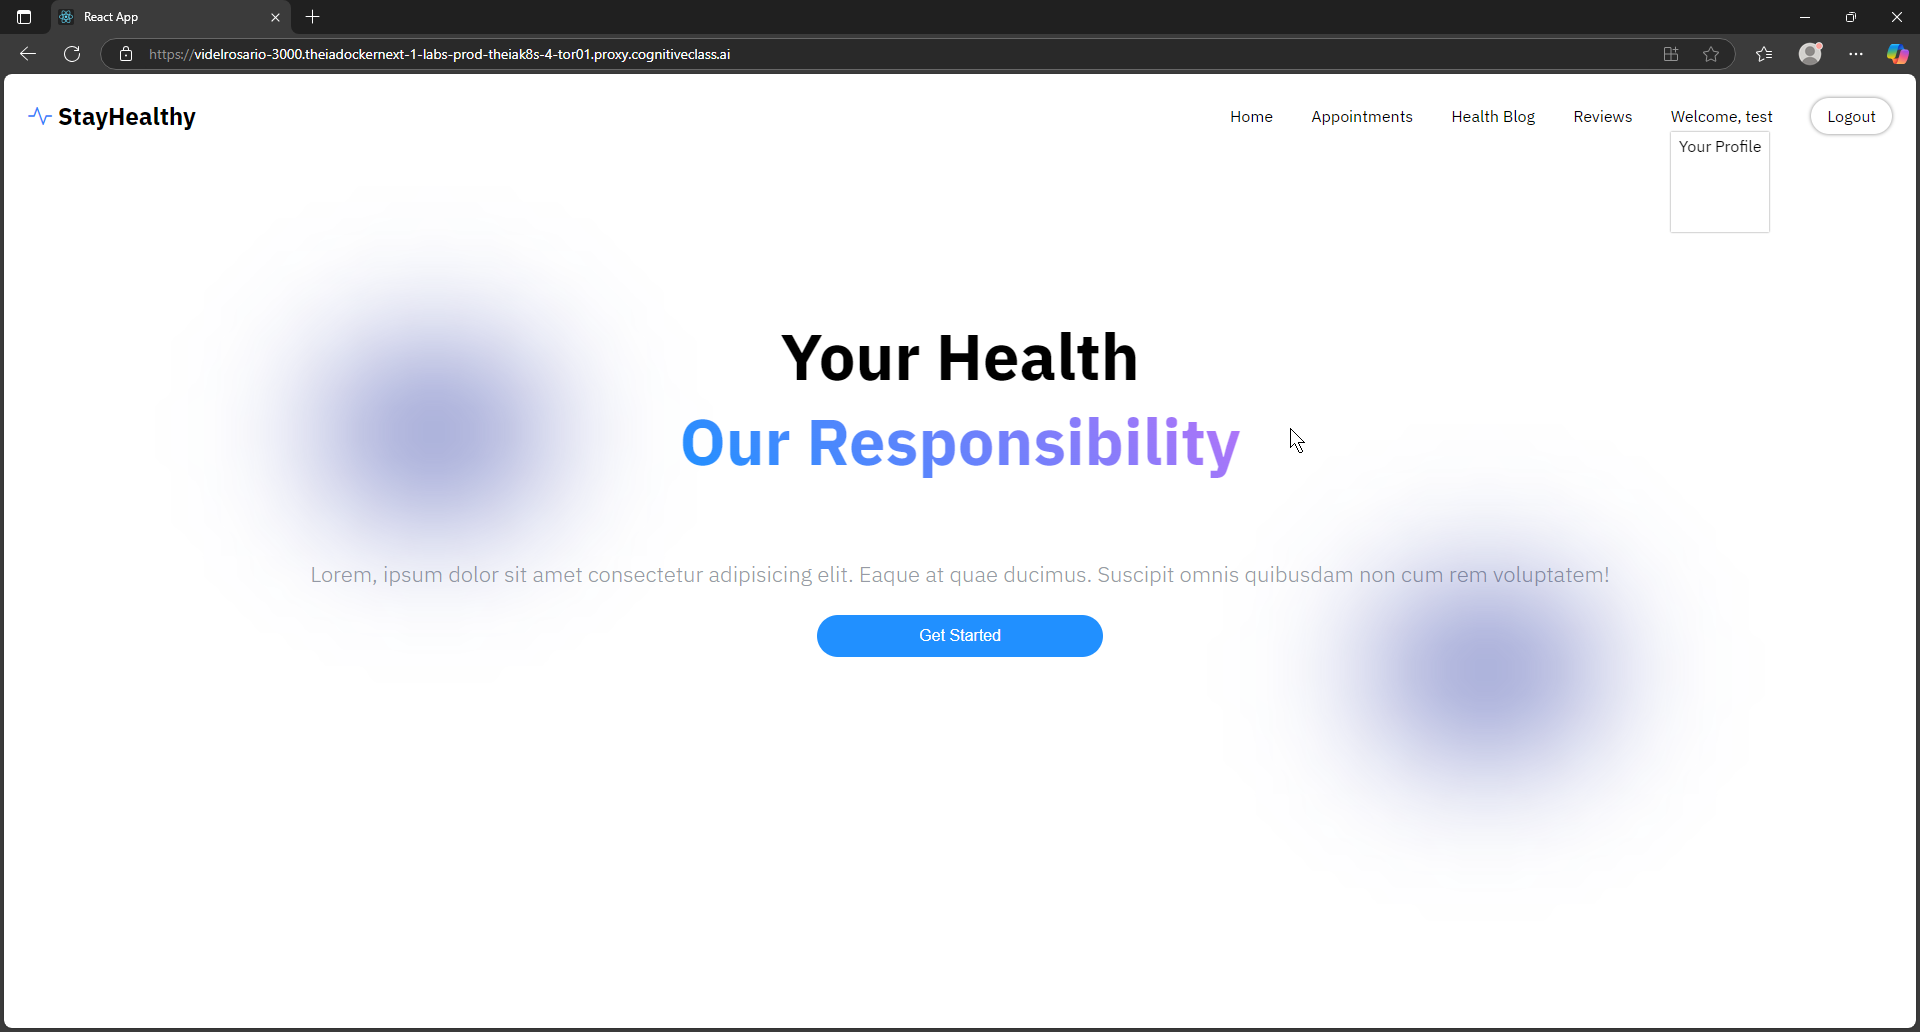 React App
https://videlrosario-3000.theiadockernext-1-labs-prod-theiak8s-4-tor01.proxy.cognitiveclass.ai
StayHealthy
Home
Appointments
Health Blog
Reviews
Welcome, test
Logout
Your Profile
Your Health
Our Responsibility
Lorem, ipsum dolor sit amet consectetur adipisicing elit. Eaque at quae ducimus. Suscipit omnis quibusdam non cum rem voluptatem!
Get Started